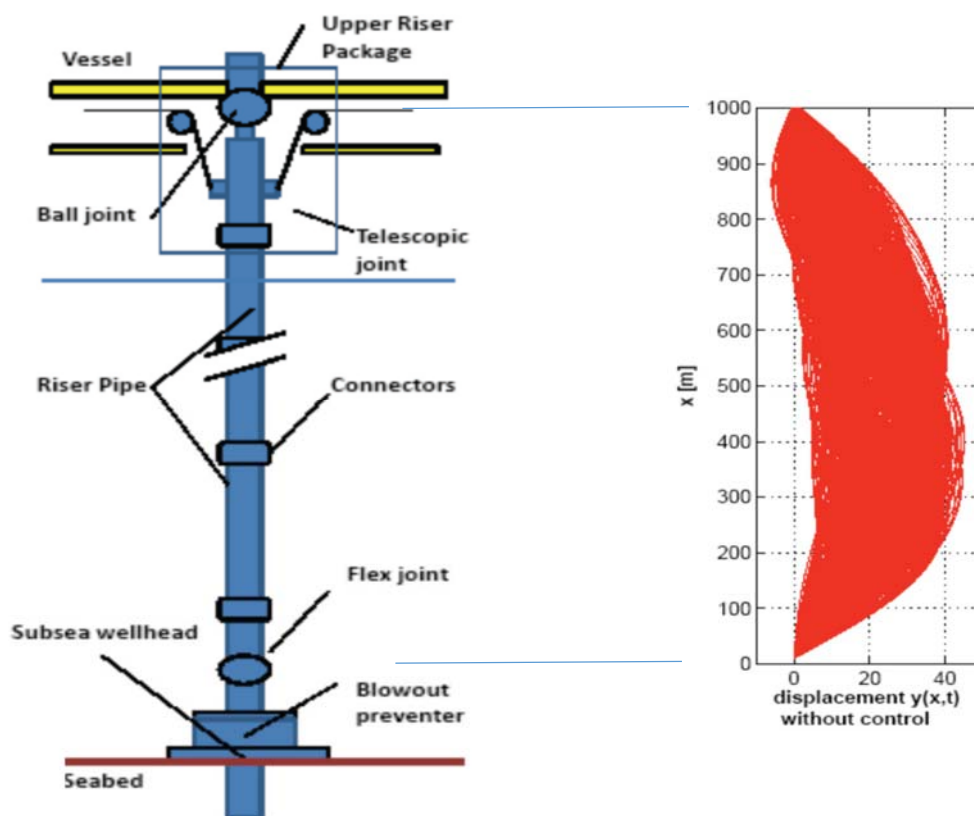 Upper Riser
Package
Vessel
Ball joint
Telescopic
joint
Riser Pipe
Connectors
Flex joint
Subsea wellhead
Blowout
preventer
Seabed
1000
900
800
700
600
500
400
300
200
100
0
x [m]
0 20 40
displacement y(x,t)
without control